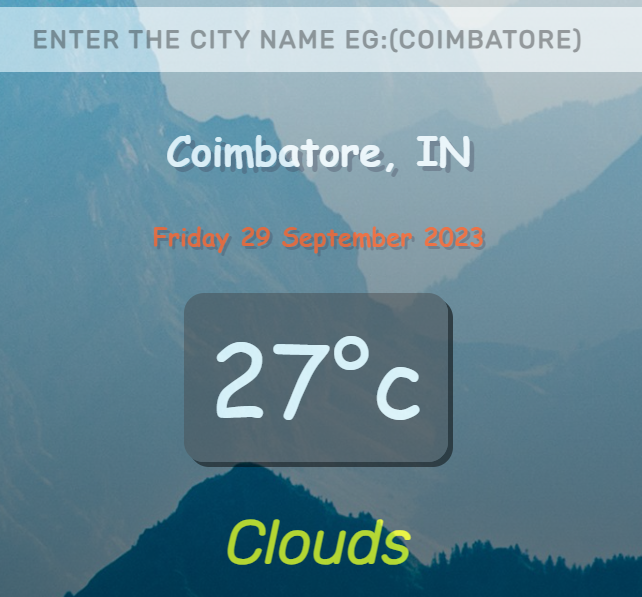 ENTER THE CITY NAME EG:(COIMBATORE)
Coimbatore, IN
Friday 29 September 2023
27°c
Clouds